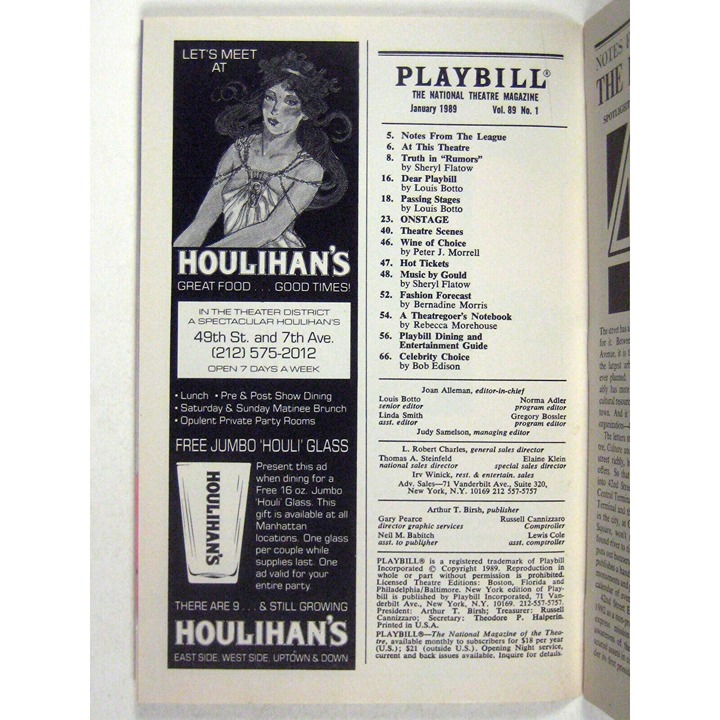 LET'S MEET
AT
HOULIHAN'S
GREAT FOOD . . . GOOD TIMES!
IN THE THEATER DISTRICT
A SPECTACULAR HOULIHAN'S
49th St. and 7th Ave.
(212) 575-2012
OPEN 7 DAYS A WEEK
• Lunch • Pre & Post Show Dining
• Saturday & Sunday Matinee Brunch
• Opulent Private Party Rooms
FREE JUMBO 'HOULI' GLASS
HOULIHAN'S
Present this ad
when dining for a
Free 16 oz. Jumbo
'Houli' Glass. This
gift is available at all
Manhattan
locations. One glass
per couple while
supplies last. One
ad valid for your
entire party.
THERE ARE 9 . . . & STILL GROWING
HOULIHAN'S
EAST SIDE, WEST SIDE, UPTOWN & DOWN
PLAYBILL®
THE NATIONAL THEATRE MAGAZINE
January 1989 Vol. 89 No. 1
5. Notes From The League
6. At This Theatre
8. Truth in "Rumors"
by Sheryl Flatow
16. Dear Playbill
by Louis Botto
18. Passing Stages
by Louis Botto
23. ONSTAGE
40. Theatre Scenes
46. Wine of Choice
by Peter J. Morrell
47. Hot Tickets
48. Music by Gould
by Sheryl Flatow
52. Fashion Forecast
by Bernadine Morris
54. A Theatregoer's Notebook
by Rebecca Morehouse
56. Playbill Dining and
Entertainment Guide
66. Celebrity Choice
by Bob Edison
Joan Alleman, editor-in-chief
Louis Botto Norma Adler
senior editor program editor
Linda Smith Gregory Bossler
asst. editor program editor
Judy Samelson, managing editor
L. Robert Charles, general sales director
Thomas A. Steinfeld Elaine Klein
national sales director special sales director
Irv Winick, rest. & entertain. sales
Adv. Sales—71 Vanderbilt Ave., Suite 320,
New York, N.Y. 10169 212 557-5757
Arthur T. Birsh, publisher
Gary Pearce Russell Cannizzaro
director graphic services Comptroller
Neil M. Babitch Lewis Cole
asst. to publisher asst. comptroller
PLAYBILL® is a registered trademark of Playbill
Incorporated © Copyright 1989. Reproduction in
whole or part without permission is prohibited.
Licensed Theatre Editions: Boston, Florida and
Philadelphia/Baltimore. New York edition of Play-
bill is published by Playbill Incorporated, 71 Van-
derbilt Ave., New York, N.Y. 10169. 212-557-5757.
President: Arthur T. Birsh; Treasurer: Russell
Cannizzaro; Secretary: Theodore P. Halperin.
Printed in U.S.A.
PLAYBILL®—The National Magazine of the Thea-
tre, available monthly to subscribers for $18 per year
(U.S.); $21 (outside U.S.). Opening Night service,
current and back issues available. Inquire for details.
NOTES
THE
SPOTLIGHT